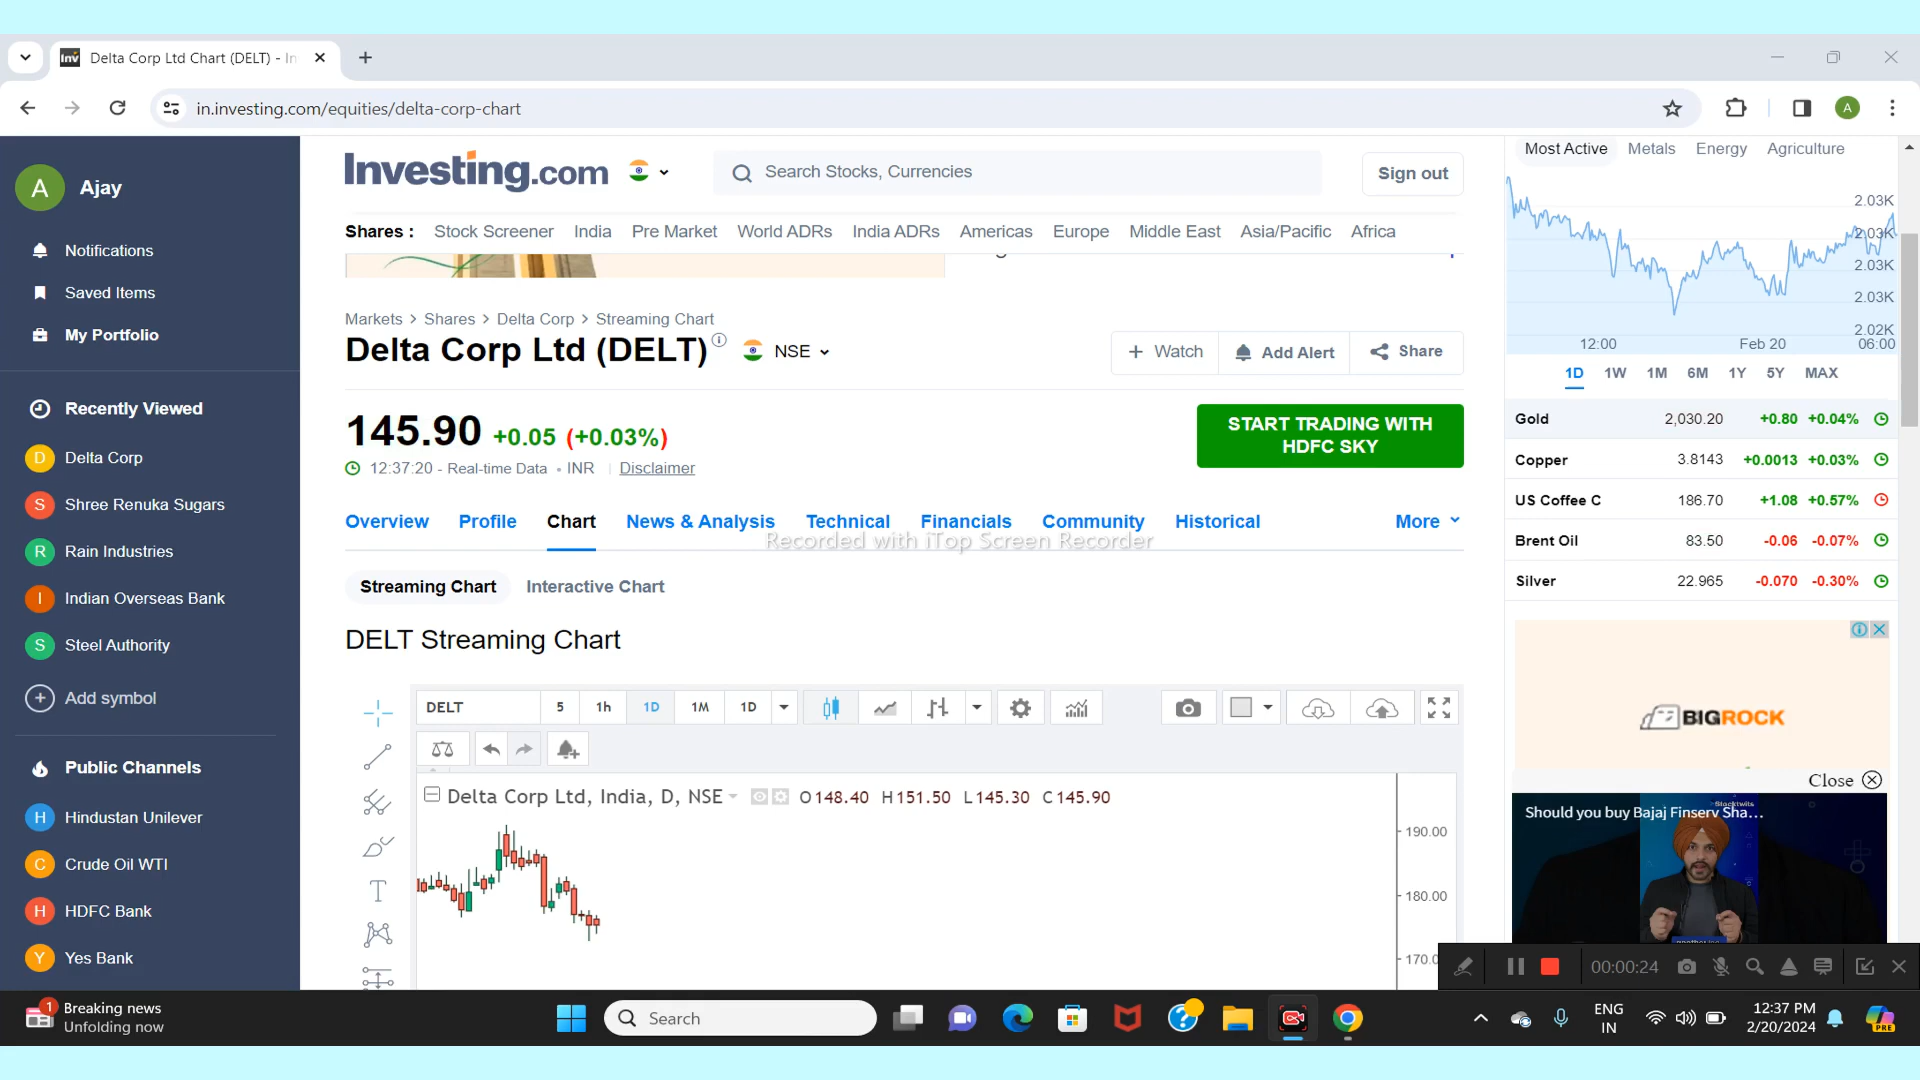 Delta Corp Ltd Chart (DELT) - In
in.investing.com/equities/delta-corp-chart
A
A
Ajay
Notifications
Saved Items
My Portfolio
Recently Viewed
D Delta Corp
S Shree Renuka Sugars
R Rain Industries
I Indian Overseas Bank
S Steel Authority
Add symbol
Public Channels
H Hindustan Unilever
C Crude Oil WTI
H HDFC Bank
Y Yes Bank
Investing.com
Search Stocks, Currencies
Sign out
Shares : Stock Screener India Pre Market World ADRs India ADRs Americas Europe Middle East Asia/Pacific Africa
Markets > Shares > Delta Corp > Streaming Chart
Delta Corp Ltd (DELT)
NSE
+ Watch Add Alert Share
145.90 +0.05 (+0.03%)
12:37:20 - Real-time Data • INR Disclaimer
START TRADING WITH
HDFC SKY
Overview Profile Chart News & Analysis Technical Financials Community Historical More
Recorded with iTop Screen Recorder
Streaming Chart Interactive Chart
DELT Streaming Chart
DELT 5 1h 1D 1M 1D
Delta Corp Ltd, India, D, NSE O148.40 H151.50 L145.30 C145.90
190.00
180.00
170.0
Most Active Metals Energy Agriculture
2.03K
2.03K
2.03K
2.03K
2.02K
12:00 Feb 20 06:00
1D 1W 1M 6M 1Y 5Y MAX
Gold 2,030.20 +0.80 +0.04%
Copper 3.8143 +0.0013 +0.03%
US Coffee C 186.70 +1.08 +0.57%
Brent Oil 83.50 -0.06 -0.07%
Silver 22.965 -0.070 -0.30%
BIGROCK
Close
Stocktwits
Should you buy Bajaj Finserv Sha...
00:00:24
1
Breaking news
Unfolding now
Search
ENG
IN
12:37 PM
2/20/2024
PRE